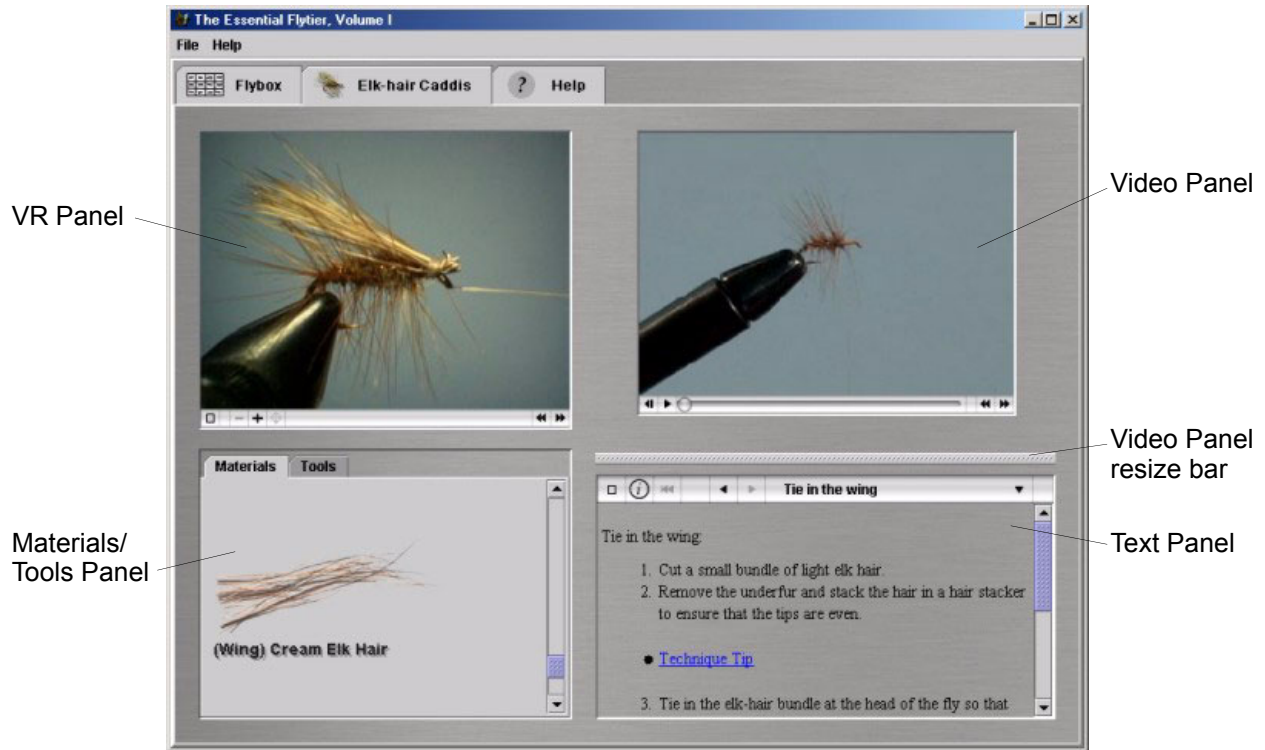 The Essential Flytier, Volume I
File Help
Flybox Elk-hair Caddis ? Help
VR Panel
Video Panel
Video Panel
resize bar
Materials Tools
i Tie in the wing
Materials/
Tools Panel
(Wing) Cream Elk Hair
Text Panel
Tie in the wing:
1. Cut a small bundle of light elk hair.
2. Remove the underfur and stack the hair in a hair stacker
to ensure that the tips are even.
● Technique Tip
3. Tie in the elk-hair bundle at the head of the fly so that